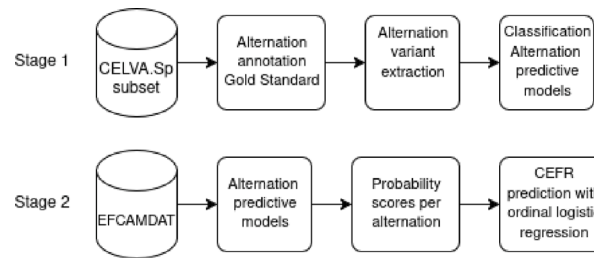 Stage 1
CELVA.Sp
subset
Alternation
annotation
Gold Standard
Alternation
variant
extraction
Classification
Alternation
predictive
models
Stage 2
EFCAMDAT
Alternation
predictive
models
Probability
scores per
alternation
CEFR
prediction with
ordinal logistic
regression